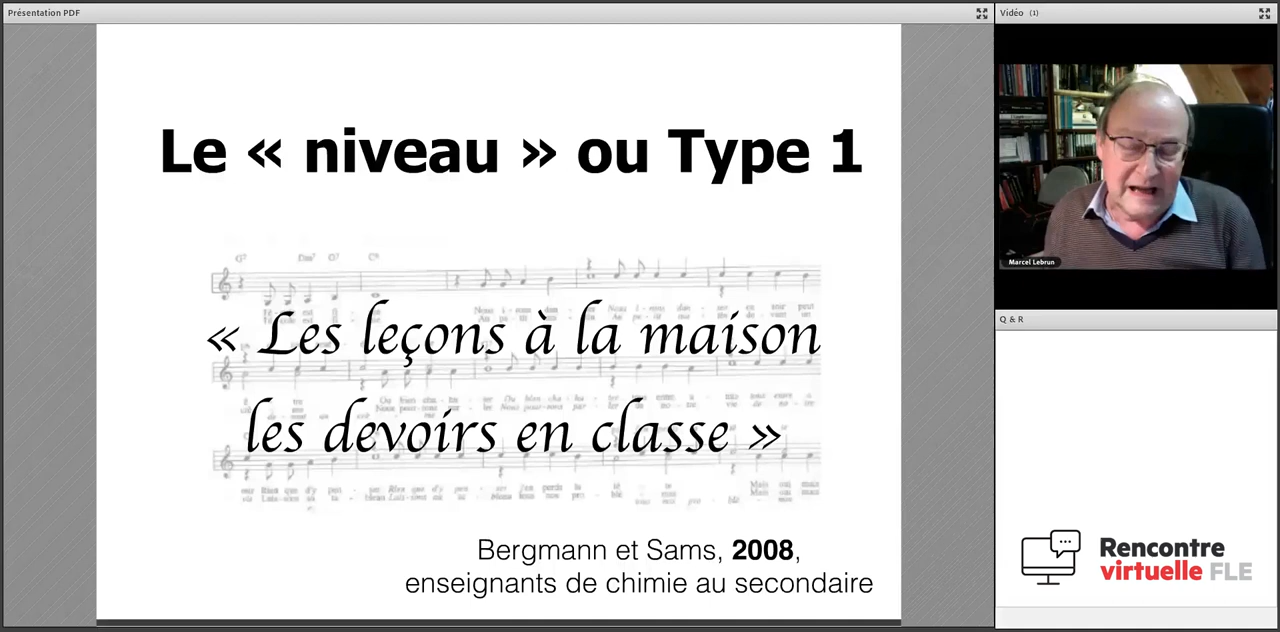 Présentation PDF
Le « niveau » ou Type 1
« Les leçons à la maison
les devoirs en classe »
Bergmann et Sams, 2008,
enseignants de chimie au secondaire
Vidéo (1)
Marcel Lebrun
Q & R
Rencontre
virtuelle FLE